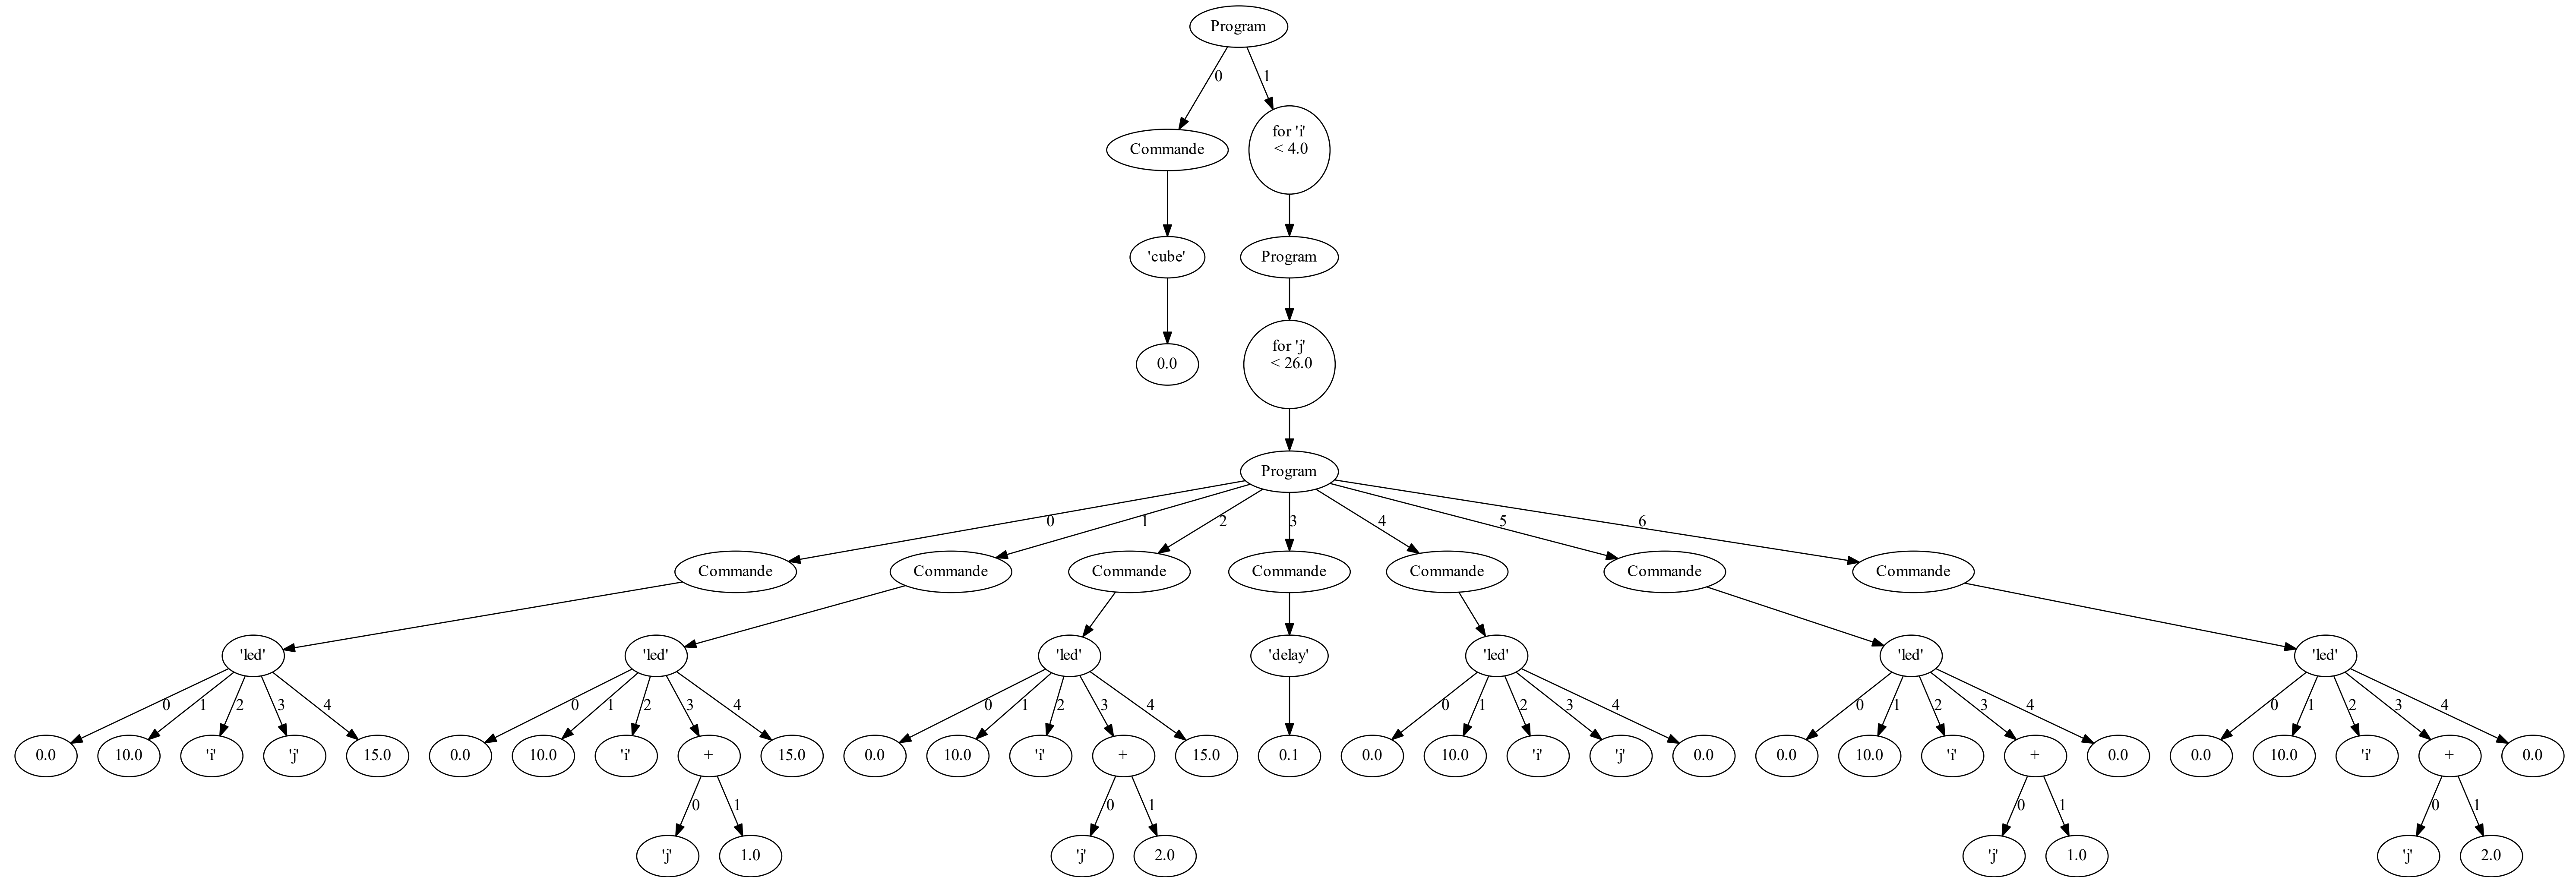 Program
0
1
Commande
for 'i'
< 4.0
'cube'
Program
0.0
for 'j'
< 26.0
Program
0
1
2
3
4
5
6
Commande
Commande
Commande
Commande
Commande
Commande
Commande
'led'
'led'
'led'
'delay'
'led'
'led'
'led'
0
1
2
3
4
0
1
2
3
4
0
1
2
3
4
0
1
2
3
4
0
1
2
3
4
0
1
2
3
4
0.0
10.0
'i'
'j'
15.0
0.0
10.0
'i'
+
15.0
0.0
10.0
'i'
+
15.0
0.1
0.0
10.0
'i'
'j'
0.0
0.0
10.0
'i'
+
0.0
0.0
10.0
'i'
+
0.0
0
1
0
1
0
1
0
1
'j'
1.0
'j'
2.0
'j'
1.0
'j'
2.0